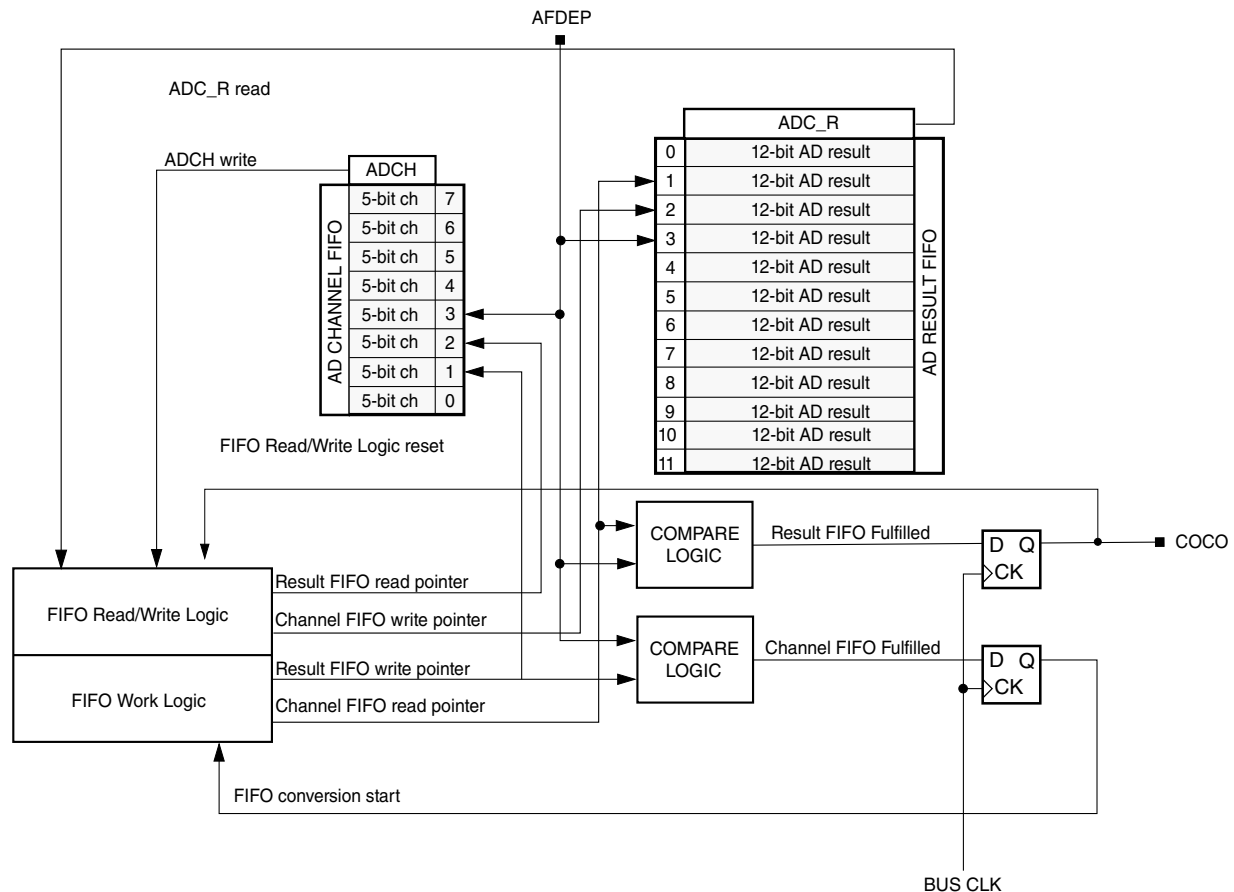 AFDEP
ADC_R read
ADC_R
0 12-bit AD result
1 12-bit AD result
2 12-bit AD result
3 12-bit AD result
4 12-bit AD result
5 12-bit AD result
6 12-bit AD result
7 12-bit AD result
8 12-bit AD result
9 12-bit AD result
10 12-bit AD result
11 12-bit AD result
AD RESULT FIFO
ADCH write
ADCH
5-bit ch 7
5-bit ch 6
5-bit ch 5
5-bit ch 4
5-bit ch 3
5-bit ch 2
5-bit ch 1
5-bit ch 0
AD CHANNEL FIFO
FIFO Read/Write Logic reset
COMPARE
LOGIC
Result FIFO Fulfilled
D Q
CK
COCO
FIFO Read/Write Logic
Result FIFO read pointer
Channel FIFO write pointer
COMPARE
LOGIC
Channel FIFO Fulfilled
D Q
CK
FIFO Work Logic
Result FIFO write pointer
Channel FIFO read pointer
FIFO conversion start
BUS CLK